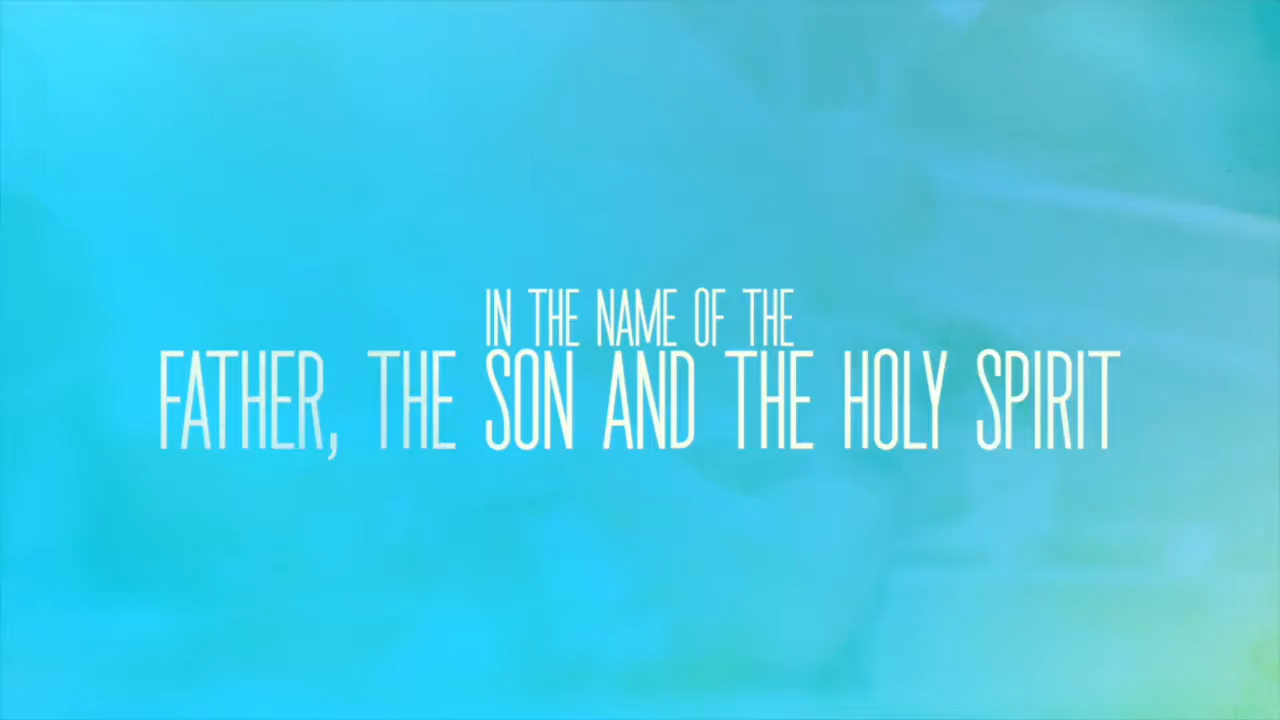 IN THE NAME OF THE
FATHER, THE SON AND THE HOLY SPIRIT